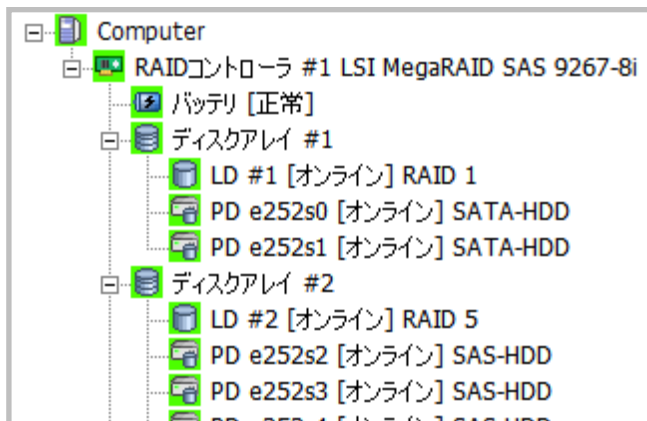 Computer
RAIDコントローラ #1 LSI MegaRAID SAS 9267-8i
バッテリ [正常]
ディスクアレイ #1
LD #1 [オンライン] RAID 1
PD e252s0 [オンライン] SATA-HDD
PD e252s1 [オンライン] SATA-HDD
ディスクアレイ #2
LD #2 [オンライン] RAID 5
PD e252s2 [オンライン] SAS-HDD
PD e252s3 [オンライン] SAS-HDD